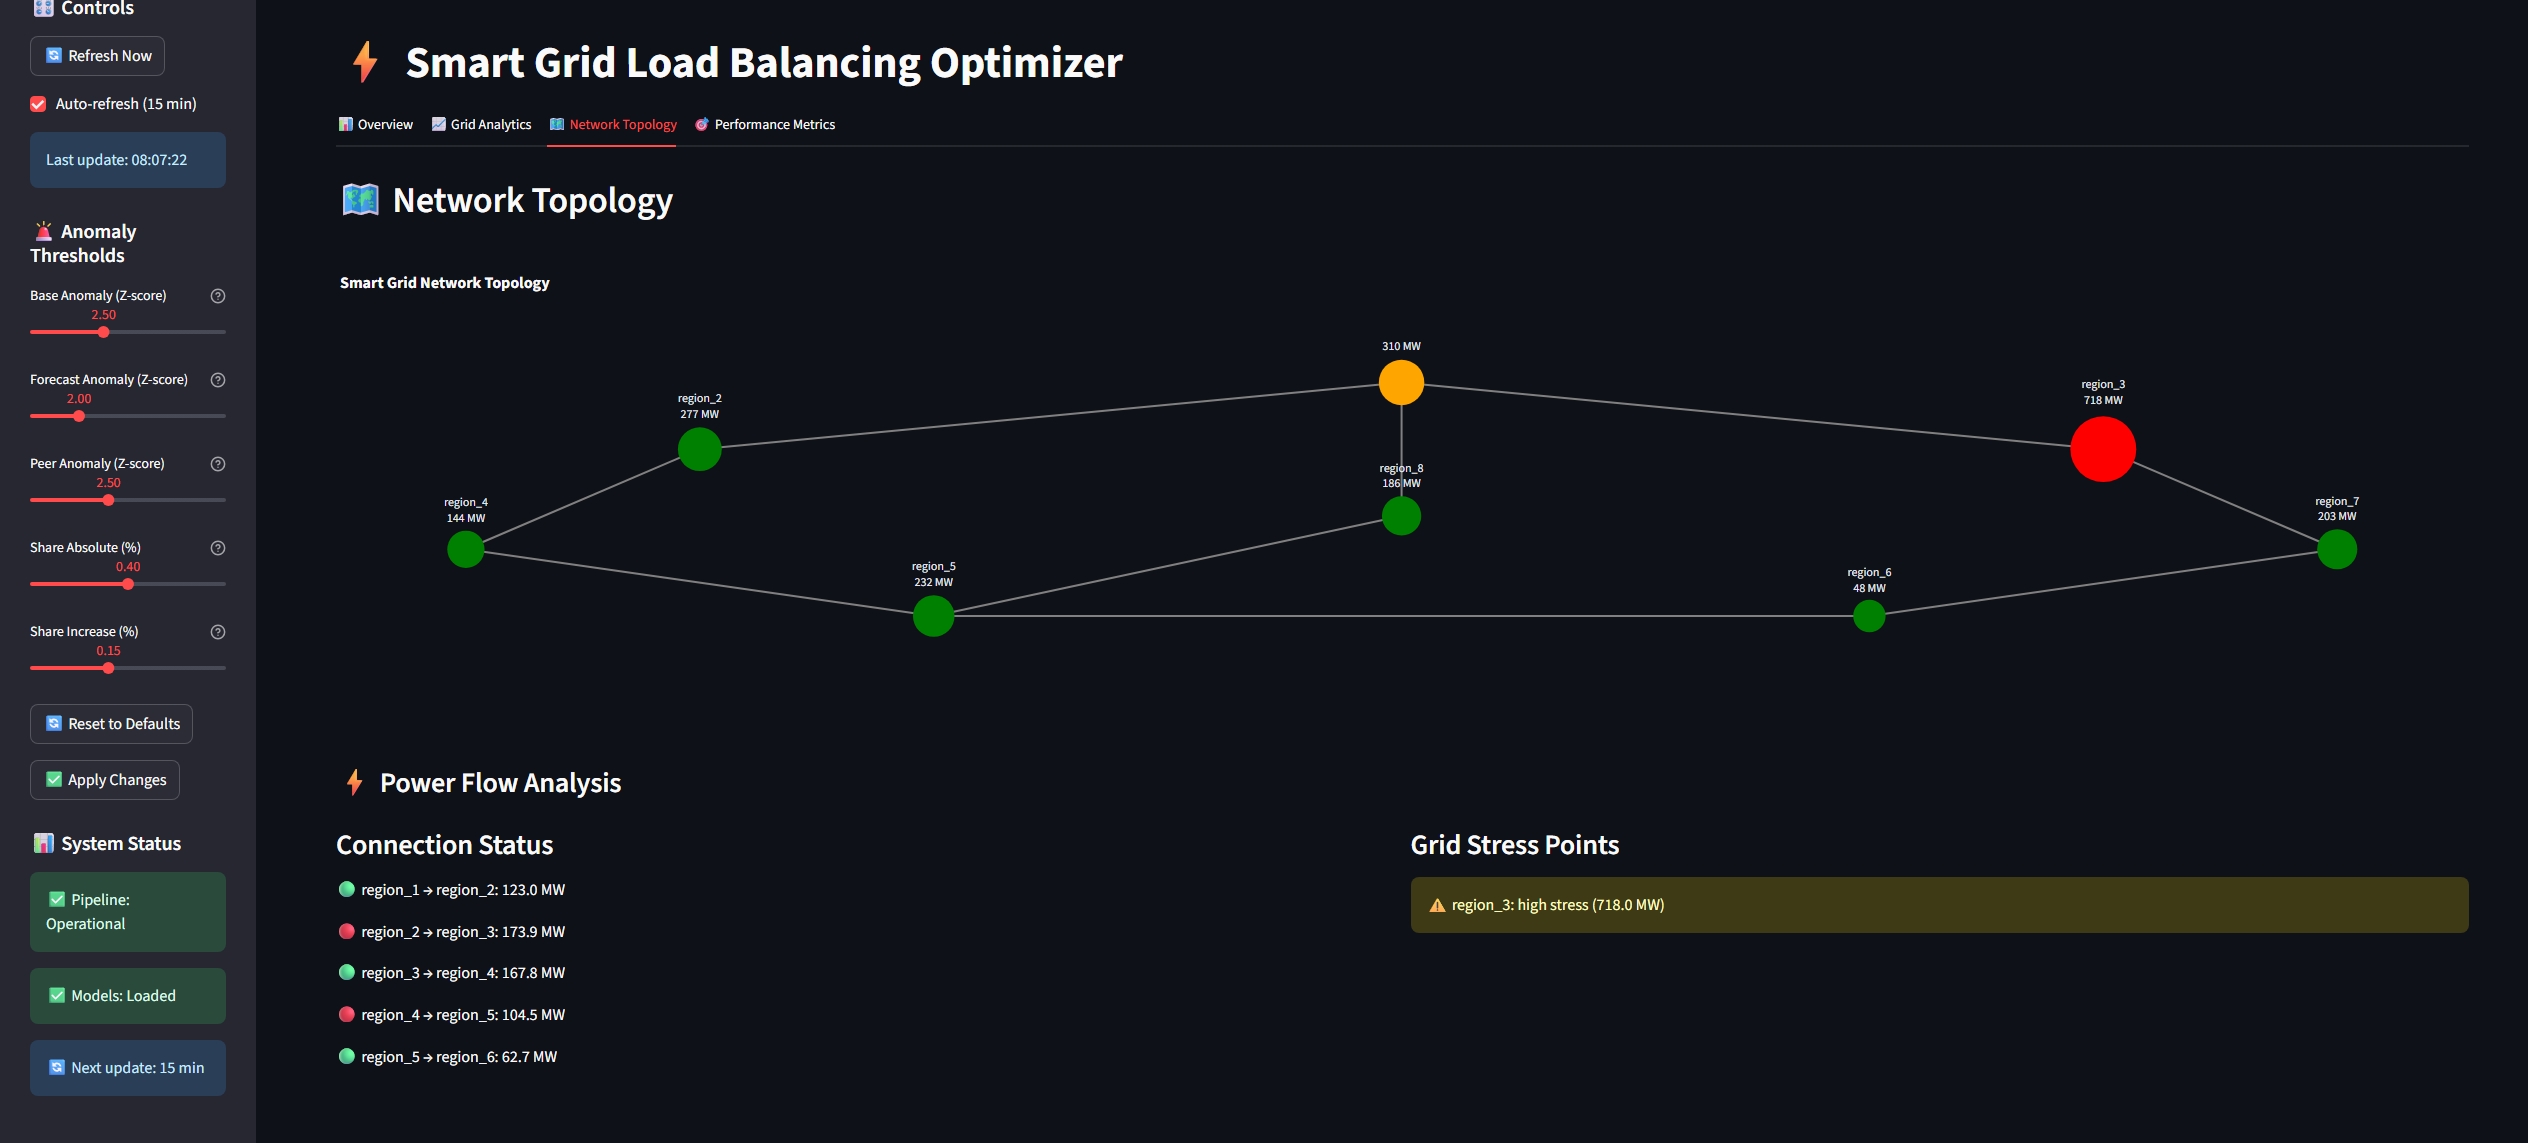 Controls
Refresh Now
Auto-refresh (15 min)
Last update: 08:07:22
Anomaly
Thresholds
Base Anomaly (Z-score)
2.50
Forecast Anomaly (Z-score)
2.00
Peer Anomaly (Z-score)
2.50
Share Absolute (%)
0.40
Share Increase (%)
0.15
Reset to Defaults
Apply Changes
System Status
Pipeline:
Operational
Models: Loaded
Next update: 15 min
Smart Grid Load Balancing Optimizer
Overview
Grid Analytics
Network Topology
Performance Metrics
Network Topology
Smart Grid Network Topology
310 MW
region_2
277 MW
region_3
718 MW
region_8
186 MW
region_4
144 MW
region_7
203 MW
region_5
232 MW
region_6
48 MW
Power Flow Analysis
Connection Status
region_1 → region_2: 123.0 MW
region_2 → region_3: 173.9 MW
region_3 → region_4: 167.8 MW
region_4 → region_5: 104.5 MW
region_5 → region_6: 62.7 MW
Grid Stress Points
region_3: high stress (718.0 MW)